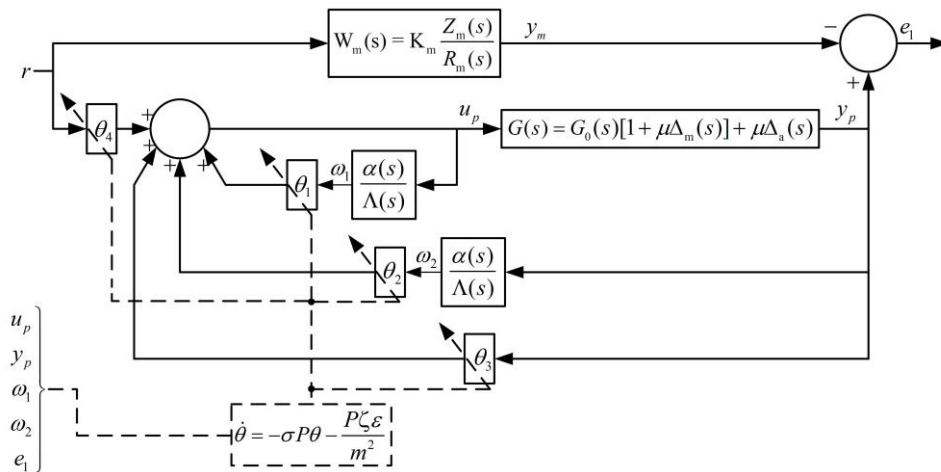 W_m(s) = K_m Z_m(s)/R_m(s)
y_m
−
e_1
+
r
θ_4
+
+
+
+
u_p
G(s) = G_0(s)[1 + μΔ_m(s)] + μΔ_a(s)
y_p
θ_1
ω_1
α(s)/Λ(s)
θ_2
ω_2
α(s)/Λ(s)
θ_3
u_p
y_p
ω_1
ω_2
e_1
θ̇ = −σPθ − Pζε/m²